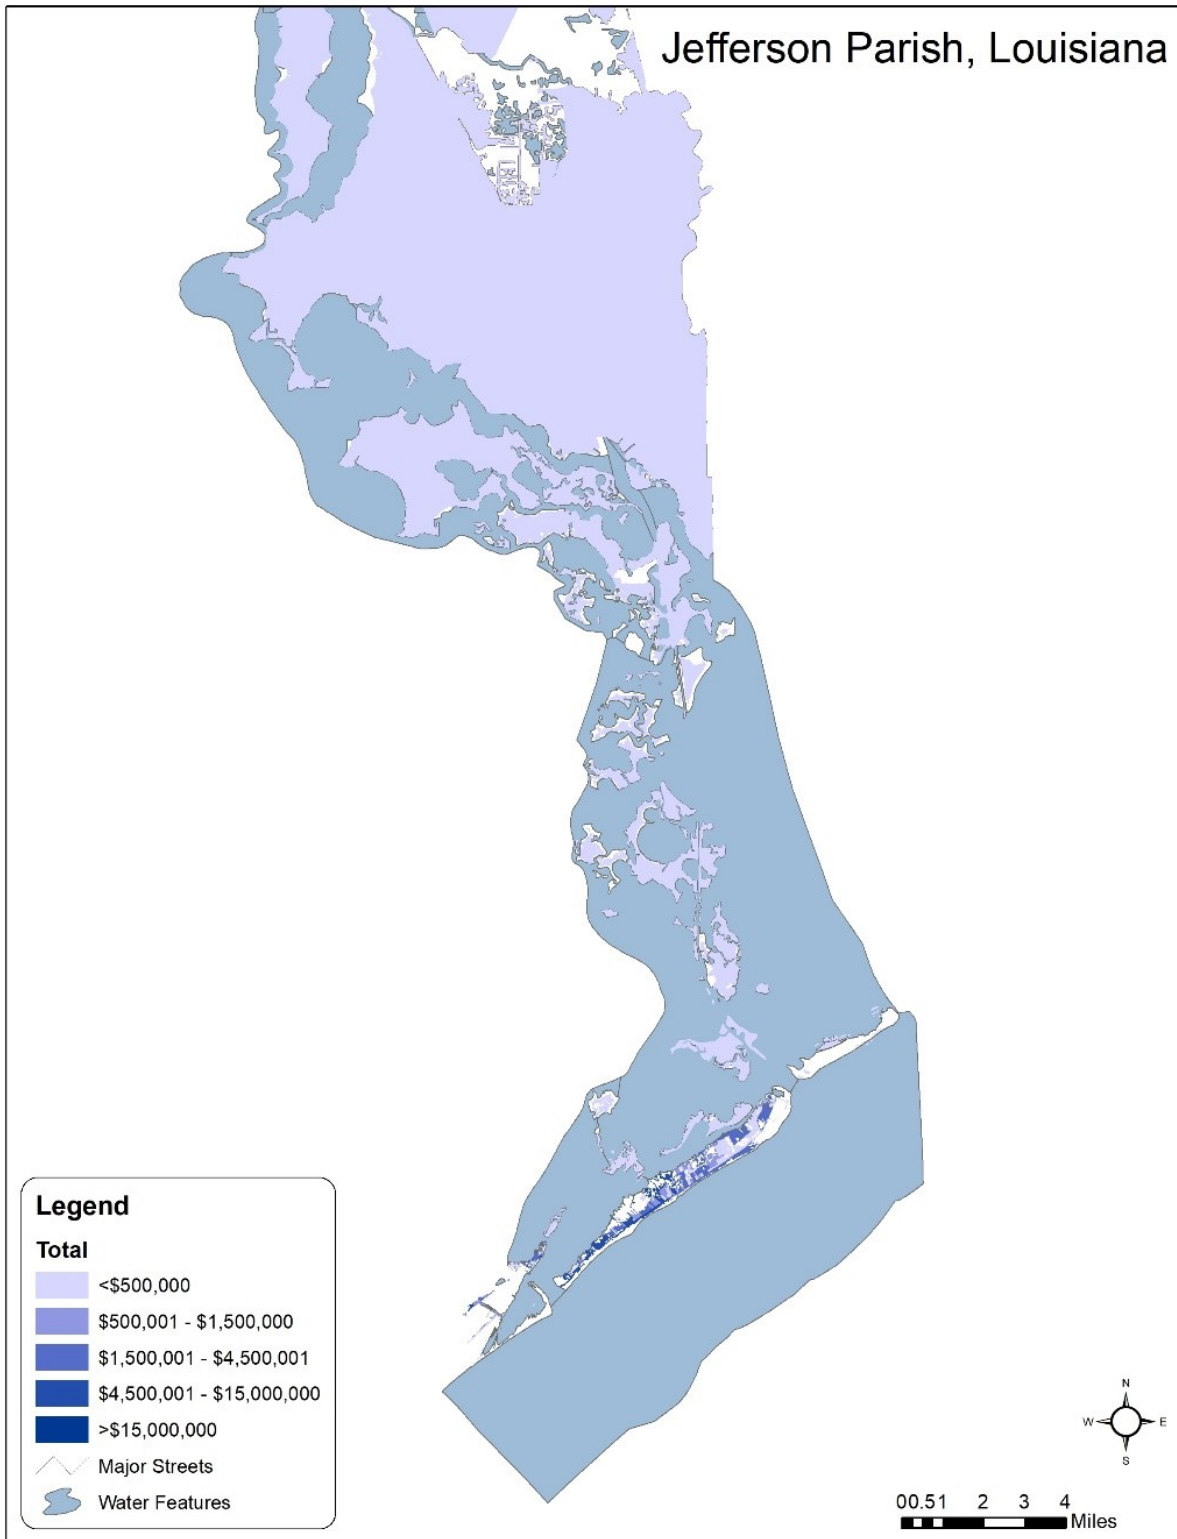 Jefferson Parish, Louisiana
Legend
Total
<$500,000
$500,001 - $1,500,000
$1,500,001 - $4,500,001
$4,500,001 - $15,000,000
>$15,000,000
Major Streets
Water Features
N
W E
S
00.51 2 3 4
Miles